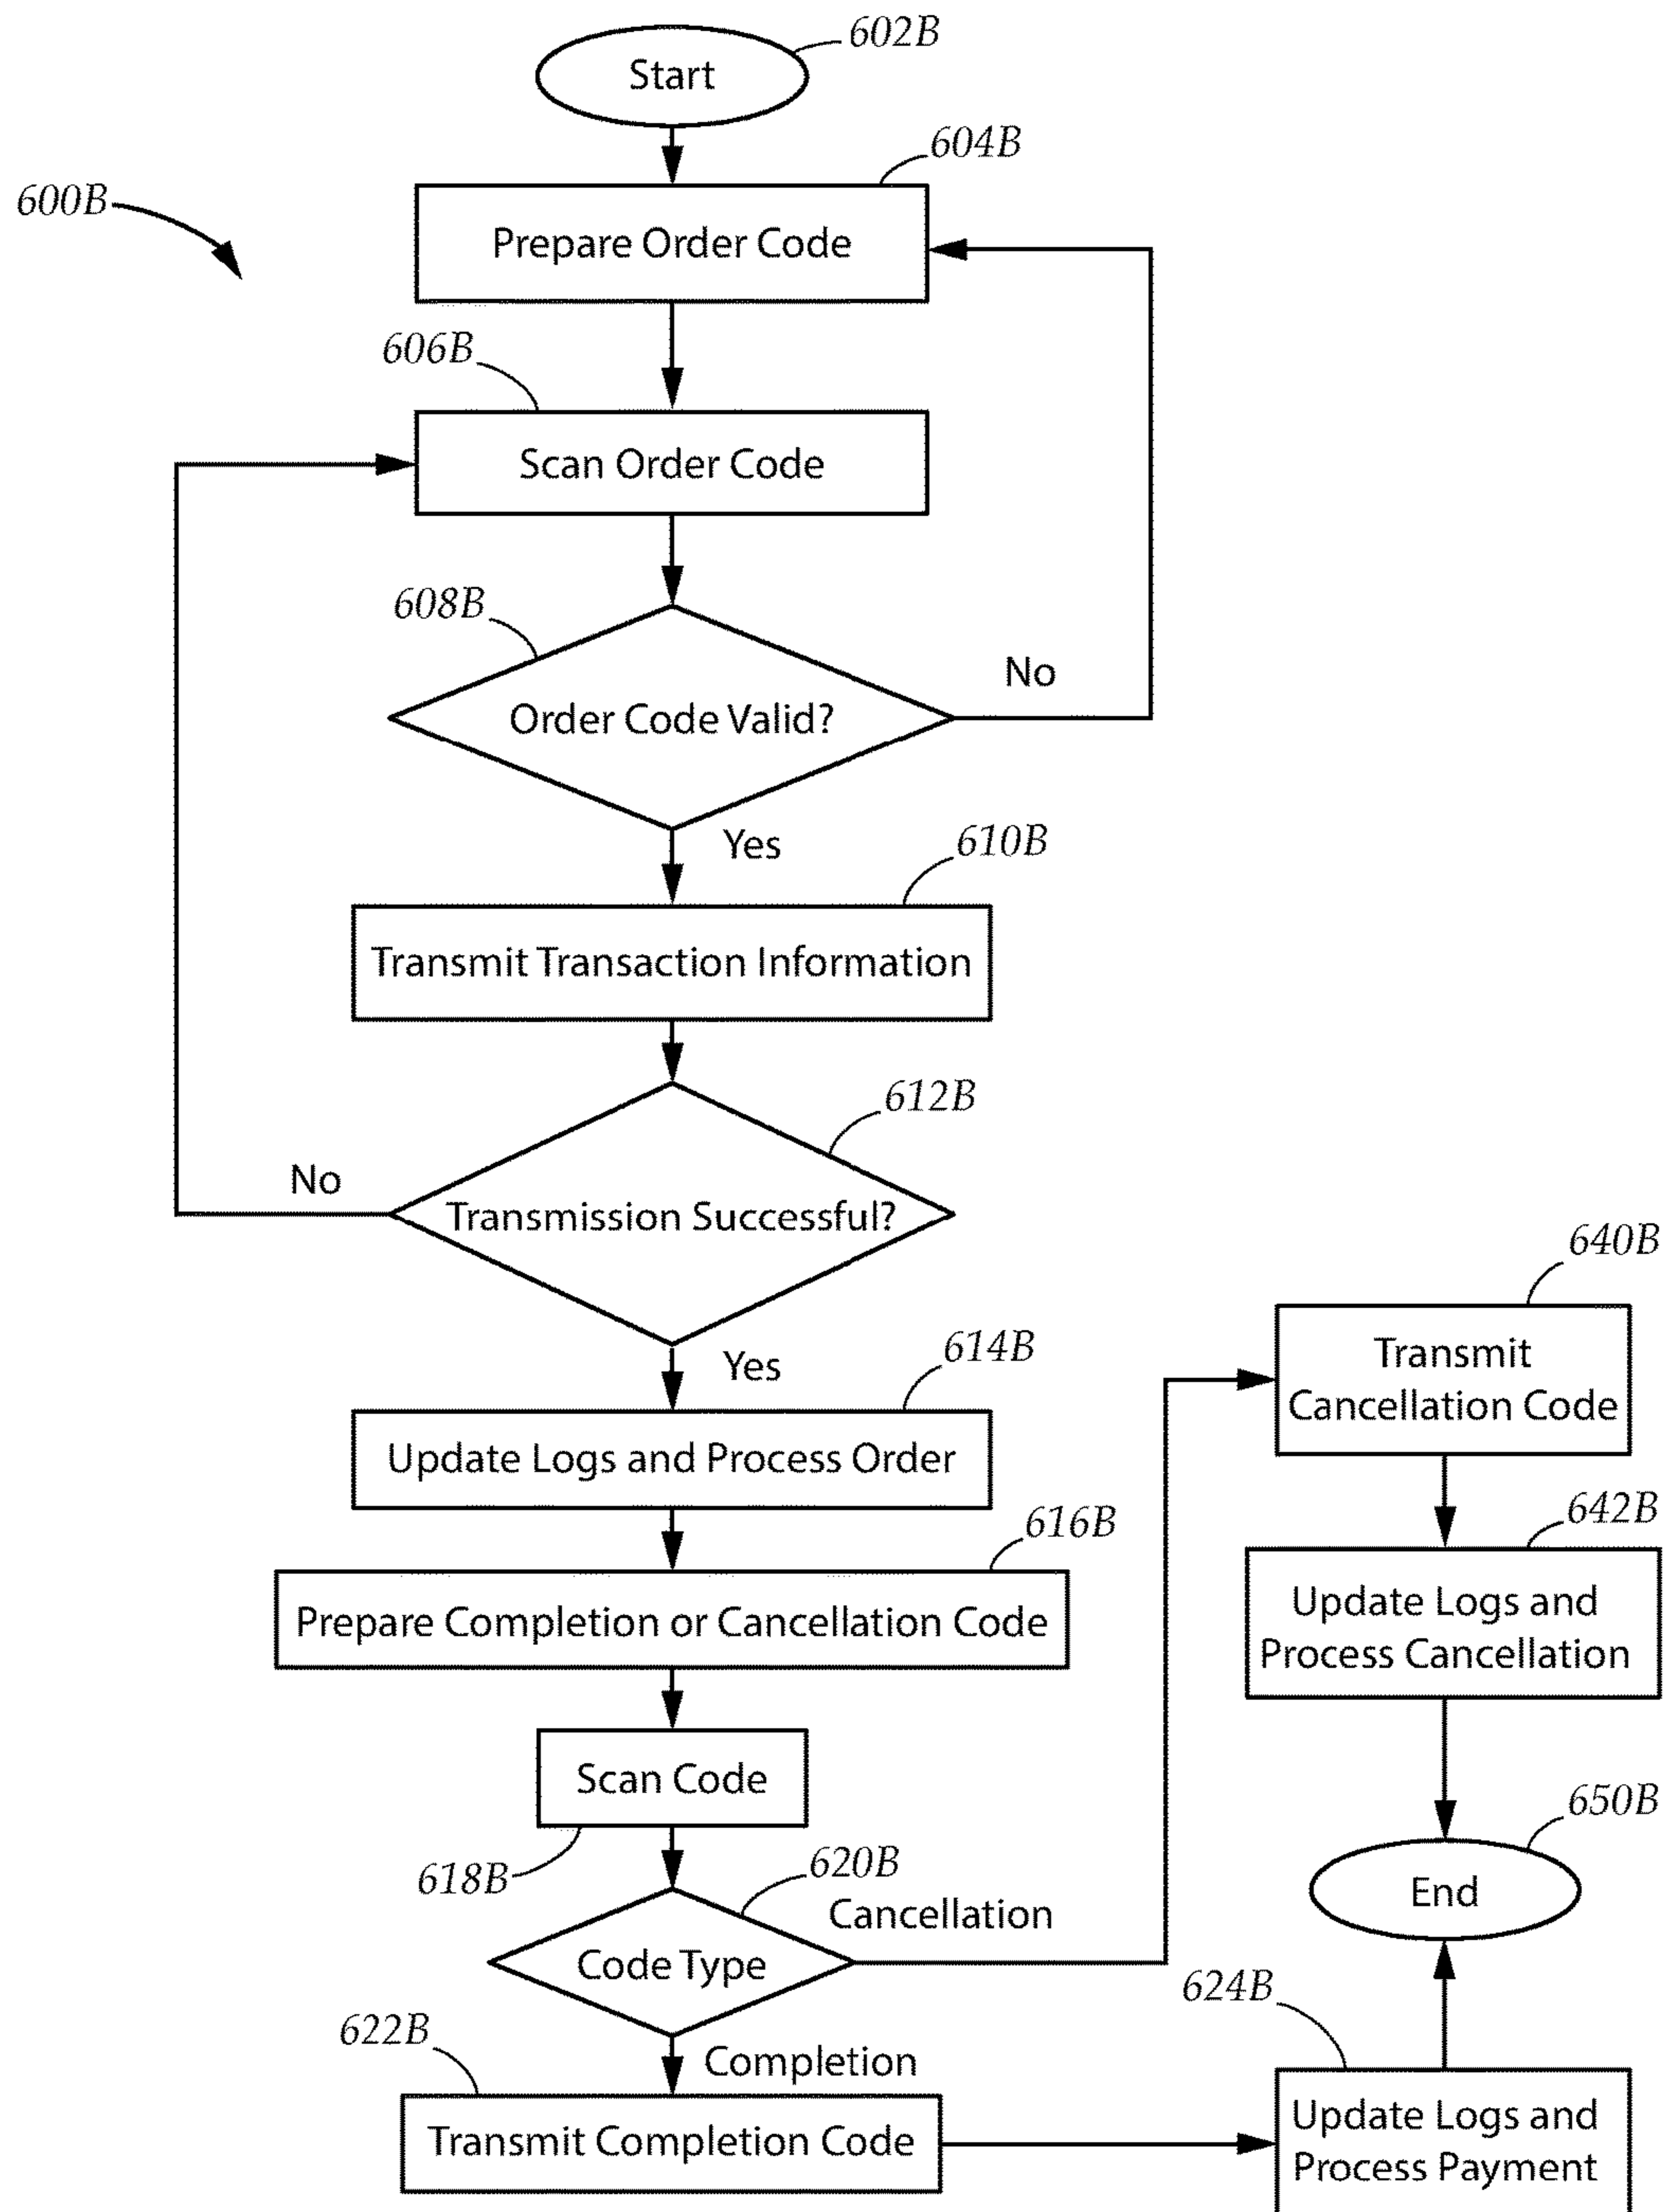 602B
Start
604B
600B
Prepare Order Code
606B
Scan Order Code
608B
No
Order Code Valid?
Yes
610B
Transmit Transaction Information
612B
No
Transmission Successful?
640B
Transmit
Cancellation Code
Yes
614B
Update Logs and Process Order
616B
642B
Prepare Completion or Cancellation Code
Update Logs and
Process Cancellation
Scan Code
650B
618B
620B
Cancellation
End
Code Type
624B
622B
Completion
Transmit Completion Code
Update Logs and
Process Payment